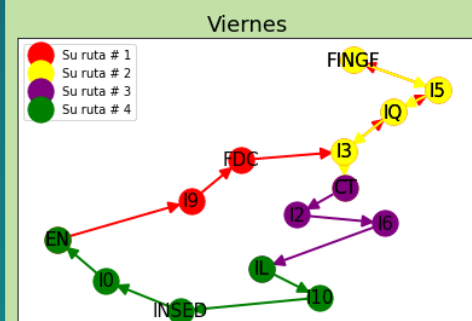 Viernes
Su ruta # 1
Su ruta # 2
Su ruta # 3
Su ruta # 4
FINGF
I5
IQ
I3
FDC
CT
I9
I2
I6
EN
IL
I0
I10
INSED